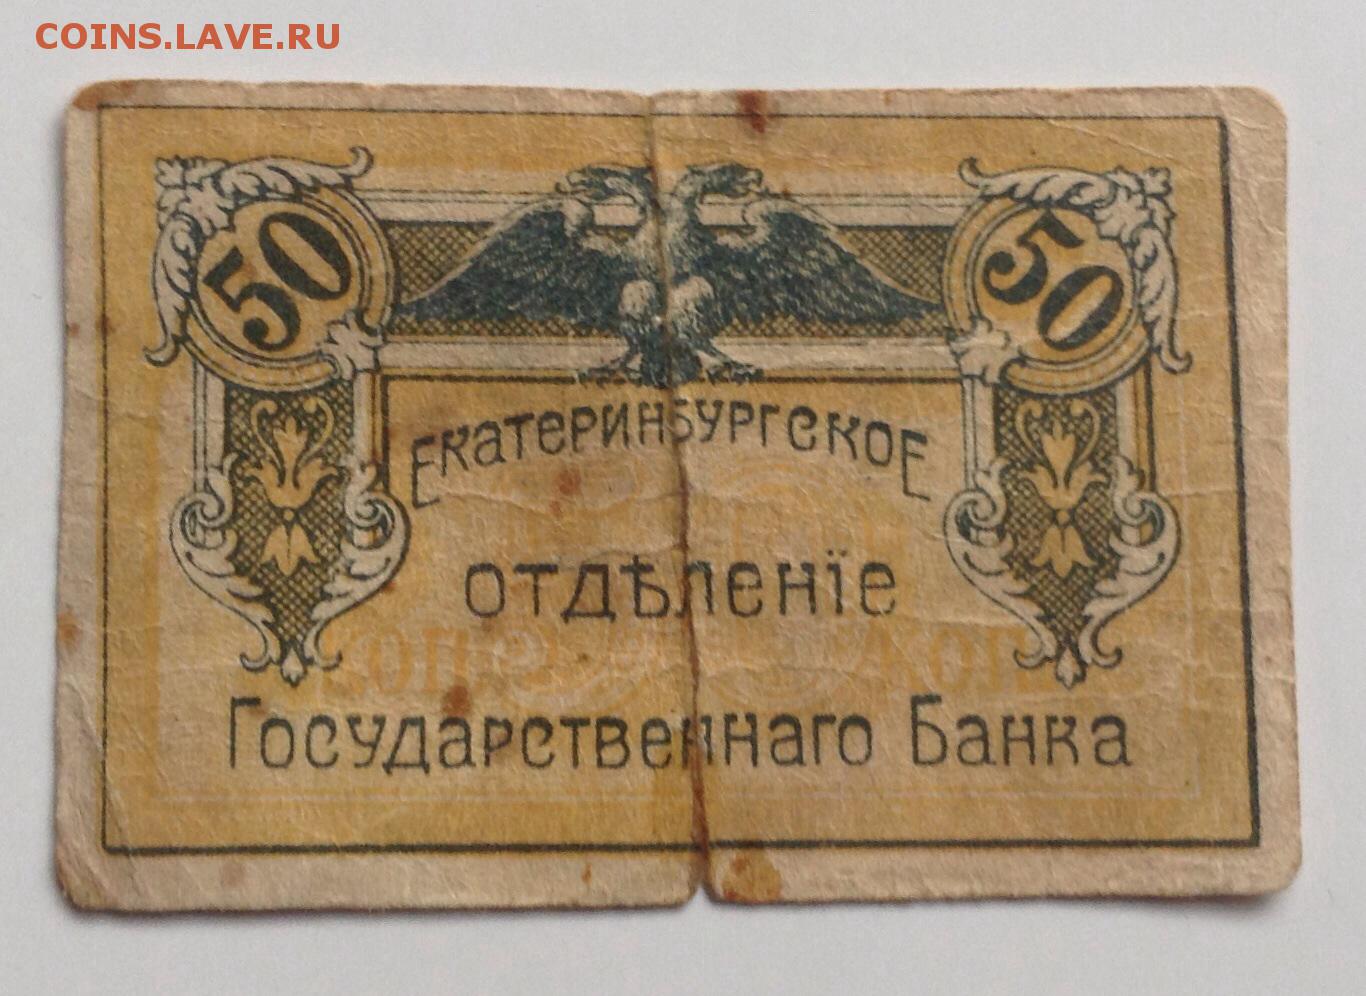 COINS.LAVE.RU
50 50
Екатеринбургское
отдѣленіе
Государственнаго Банка